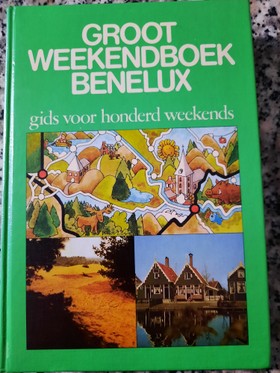 GROOT
WEEKENDBOEK
BENELUX
gids voor honderd weekends